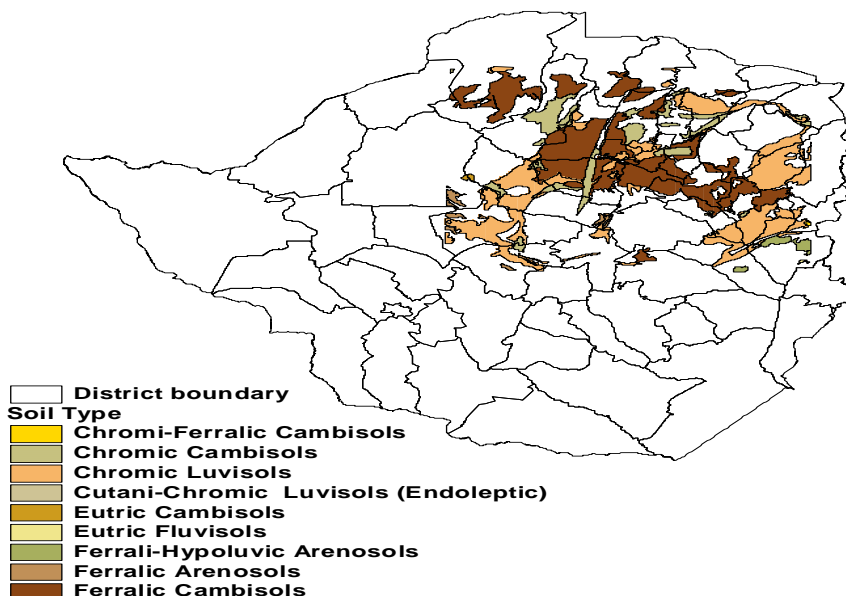 District boundary
Soil Type
Chromi-Ferralic Cambisols
Chromic Cambisols
Chromic Luvisols
Cutani-Chromic Luvisols (Endoleptic)
Eutric Cambisols
Eutric Fluvisols
Ferrali-Hypoluvic Arenosols
Ferralic Arenosols
Ferralic Cambisols